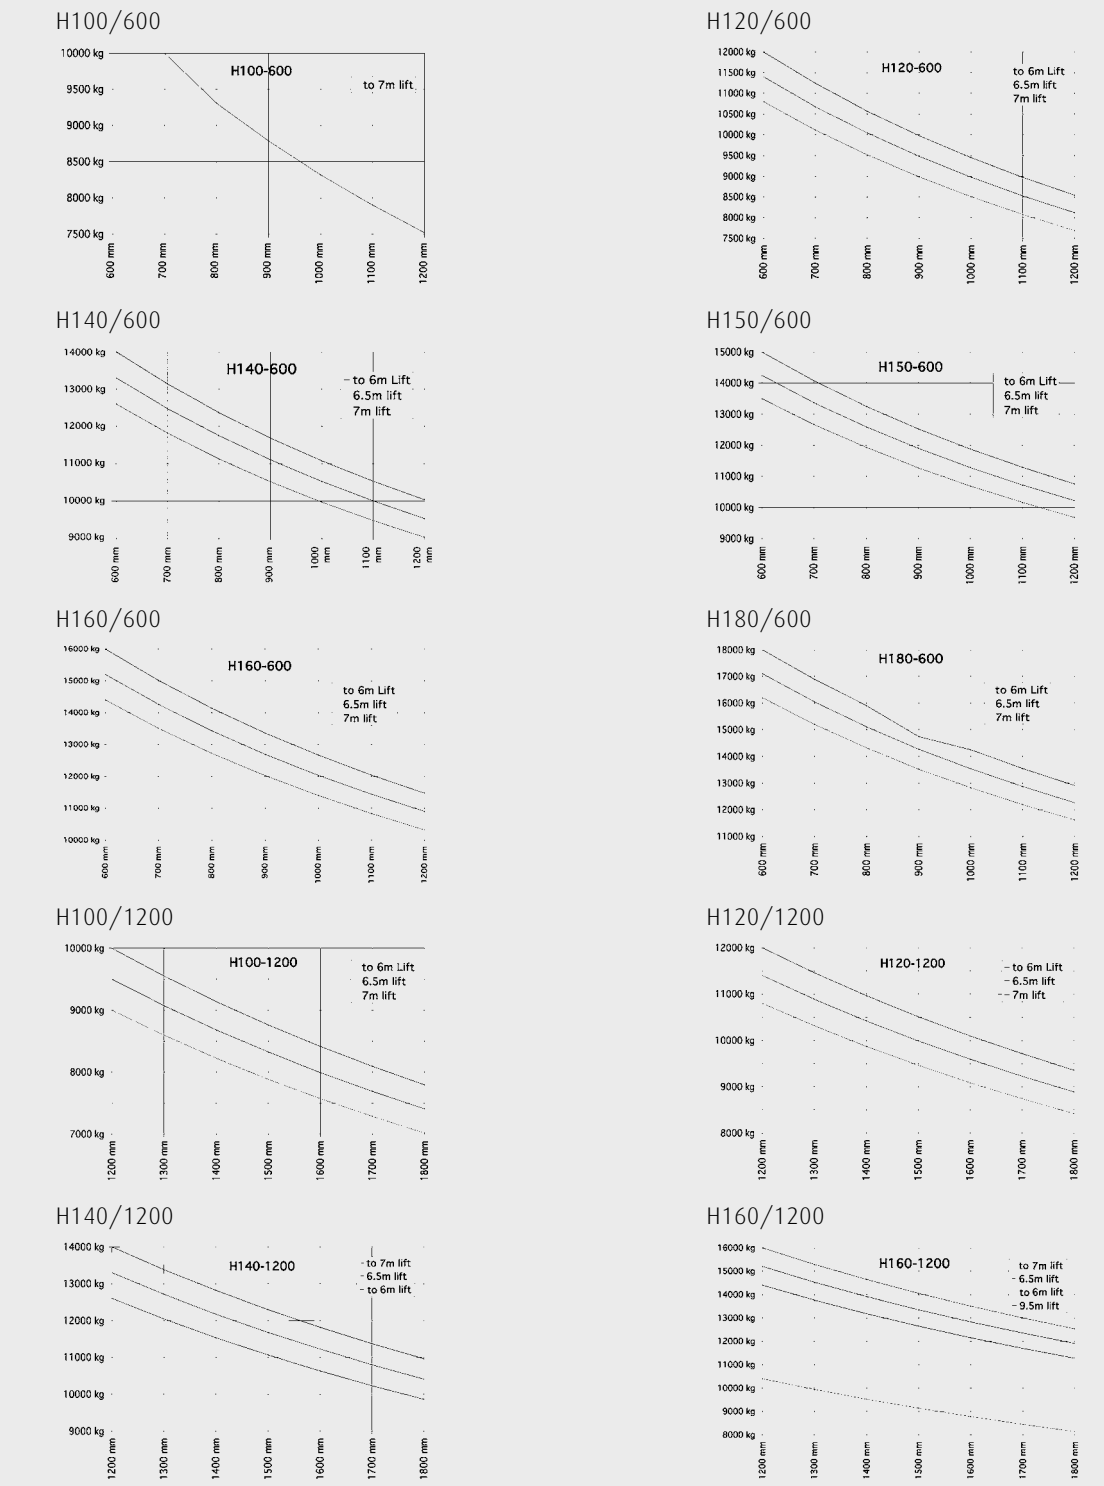 H100/600
10000 kg
9500 kg
9000 kg
8500 kg
8000 kg
7500 kg
H100-600
to 7m lift
600 mm
700 mm
800 mm
900 mm
1000 mm
1100 mm
1200 mm
H120/600
12000 kg
11500 kg
11000 kg
10500 kg
10000 kg
9500 kg
9000 kg
8500 kg
8000 kg
7500 kg
H120-600
to 6m Lift
6.5m lift
7m lift
600 mm
700 mm
800 mm
900 mm
1000 mm
1100 mm
1200 mm
H140/600
14000 kg
13000 kg
12000 kg
11000 kg
10000 kg
9000 kg
H140-600
to 6m Lift
6.5m lift
7m lift
600 mm
700 mm
800 mm
900 mm
1000 mm
1100 mm
1200 mm
H150/600
15000 kg
14000 kg
13000 kg
12000 kg
11000 kg
10000 kg
9000 kg
H150-600
to 6m Lift
6.5m lift
7m lift
600 mm
700 mm
800 mm
900 mm
1000 mm
1100 mm
1200 mm
H160/600
16000 kg
15000 kg
14000 kg
13000 kg
12000 kg
11000 kg
10000 kg
H160-600
to 6m Lift
6.5m lift
7m lift
600 mm
700 mm
800 mm
900 mm
1000 mm
1100 mm
1200 mm
H180/600
18000 kg
17000 kg
16000 kg
15000 kg
14000 kg
13000 kg
12000 kg
11000 kg
H180-600
to 6m Lift
6.5m lift
7m lift
600 mm
700 mm
800 mm
900 mm
1000 mm
1100 mm
1200 mm
H100/1200
10000 kg
9000 kg
8000 kg
7000 kg
H100-1200
to 6m Lift
6.5m lift
7m lift
1200 mm
1300 mm
1400 mm
1500 mm
1600 mm
1700 mm
1800 mm
H120/1200
12000 kg
11000 kg
10000 kg
9000 kg
8000 kg
H120-1200
to 6m Lift
6.5m lift
7m lift
1200 mm
1300 mm
1400 mm
1500 mm
1600 mm
1700 mm
1800 mm
H140/1200
14000 kg
13000 kg
12000 kg
11000 kg
10000 kg
9000 kg
H140-1200
to 7m lift
6.5m lift
to 6m lift
1200 mm
1300 mm
1400 mm
1500 mm
1600 mm
1700 mm
1800 mm
H160/1200
16000 kg
15000 kg
14000 kg
13000 kg
12000 kg
11000 kg
10000 kg
9000 kg
8000 kg
H160-1200
to 7m lift
6.5m lift
to 6m lift
9.5m lift
1200 mm
1300 mm
1400 mm
1500 mm
1600 mm
1700 mm
1800 mm